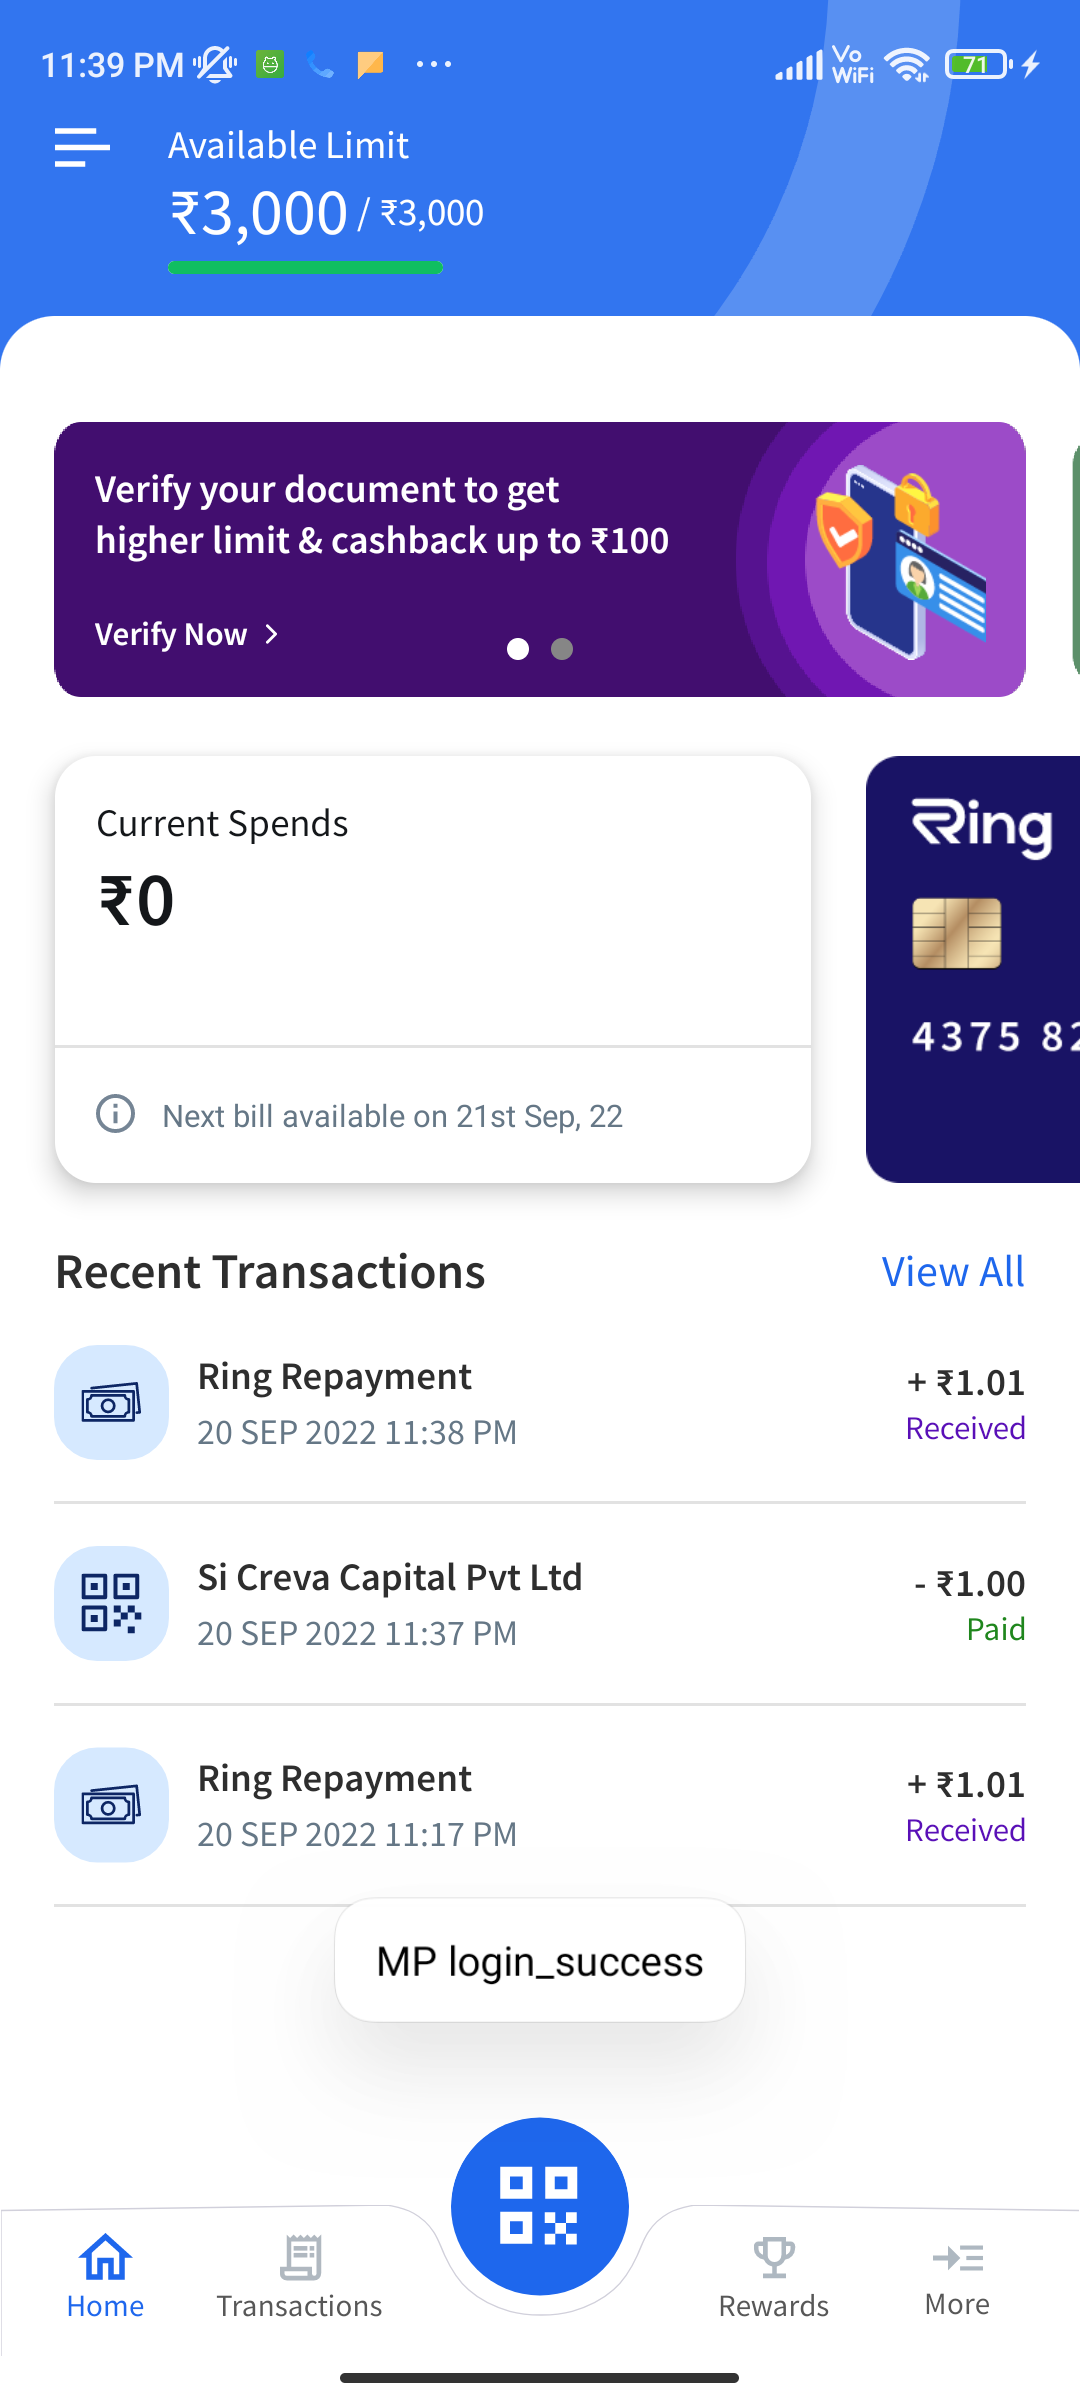 11:39 PM
Vo
WiFi
71
Available Limit
₹3,000 / ₹3,000
Verify your document to get
higher limit & cashback up to ₹100
Verify Now
Current Spends
₹0
Next bill available on 21st Sep, 22
Ring
4375 82
Recent Transactions
View All
Ring Repayment
+ ₹1.01
20 SEP 2022 11:38 PM
Received
Si Creva Capital Pvt Ltd
- ₹1.00
20 SEP 2022 11:37 PM
Paid
Ring Repayment
+ ₹1.01
20 SEP 2022 11:17 PM
Received
MP login_success
Home
Transactions
Rewards
More